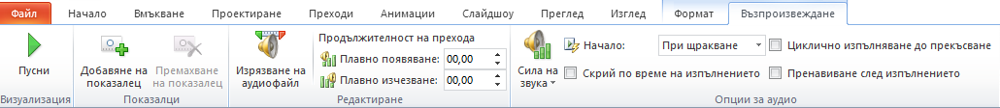 Файл Начало Вмъкване Проектиране Преходи Анимации Слайдшоу Преглед Изглед Формат Възпроизвеждане
Пусни
Визуализация
Добавяне на показалец
Премахване на показалец
Показалци
Изрязване на аудиофайл
Продължителност на прехода
Плавно появяване: 00,00
Плавно изчезване: 00,00
Редактиране
Сила на звука
Начало: При щракване
Скрий по време на изпълнението
Циклично изпълняване до прекъсване
Пренавиване след изпълнението
Опции за аудио